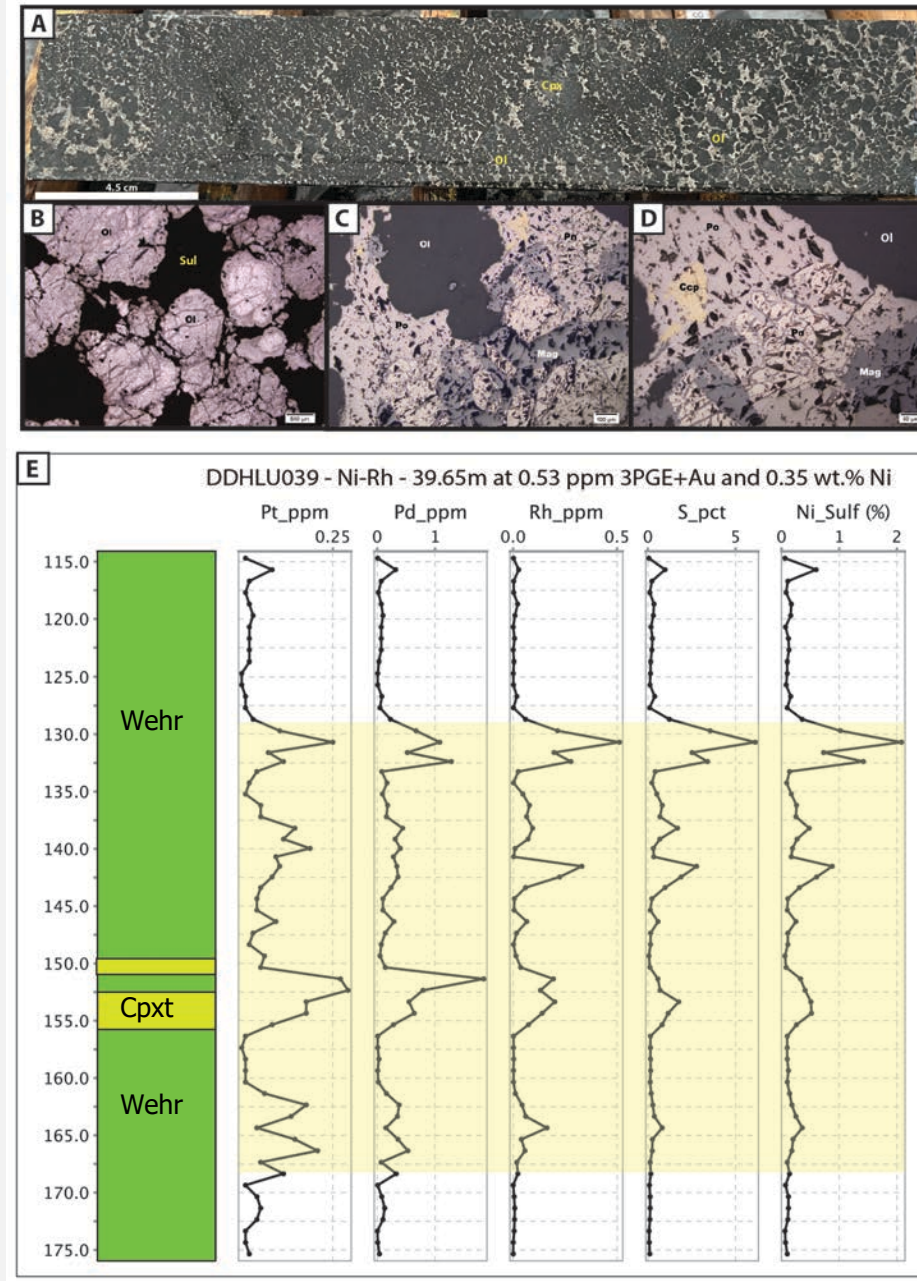 A
Cpx
Ol
Ol
4.5 cm
B
Ol
Sul
Ol
C
Ol
Pn
Po
Mag
100 µm
D
Po
Ol
Ccp
Mag
E
DDHLU039 - Ni-Rh - 39.65m at 0.53 ppm 3PGE+Au and 0.35 wt.% Ni
Pt_ppm Pd_ppm Rh_ppm S_pct Ni_Sulf (%)
0.25 0 1 0.0 0.5 0 5 0 1 2
115.0
120.0
125.0
Wehr
130.0
135.0
140.0
145.0
150.0
Cpxt
155.0
160.0
Wehr
165.0
170.0
175.0